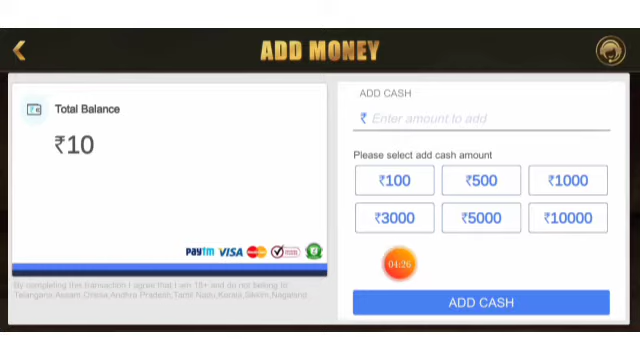 ADD MONEY
Total Balance
₹10
paytm VISA
By completing this transaction I agree that I am 18+ and do not belong to
Telangana,Assam,Orissa,Andhra Pradesh,Tamil Nadu,Kerala,Sikkim,Nagaland
ADD CASH
₹ Enter amount to add
Please select add cash amount
₹100 ₹500 ₹1000
₹3000 ₹5000 ₹10000
04:26
ADD CASH